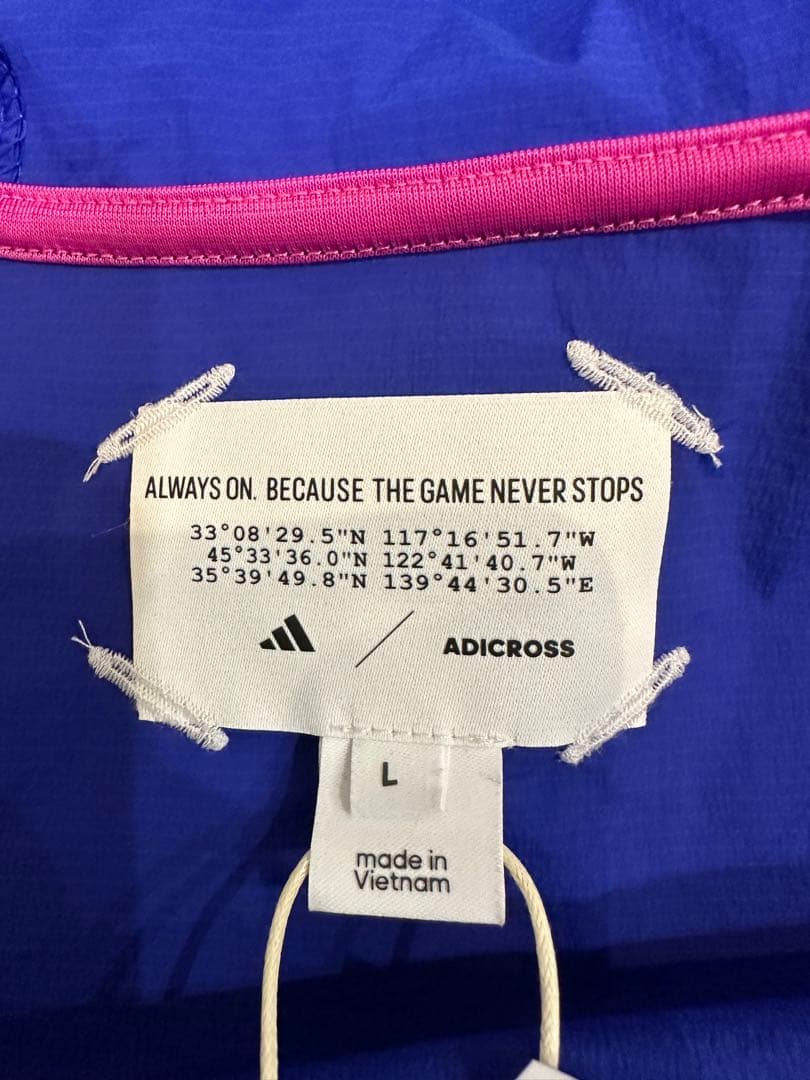 ALWAYS ON. BECAUSE THE GAME NEVER STOPS
33°08'29.5"N 117°16'51.7"W
45°33'36.0"N 122°41'40.7"W
35°39'49.8"N 139°44'30.5"E
ADICROSS
L
made in
Vietnam